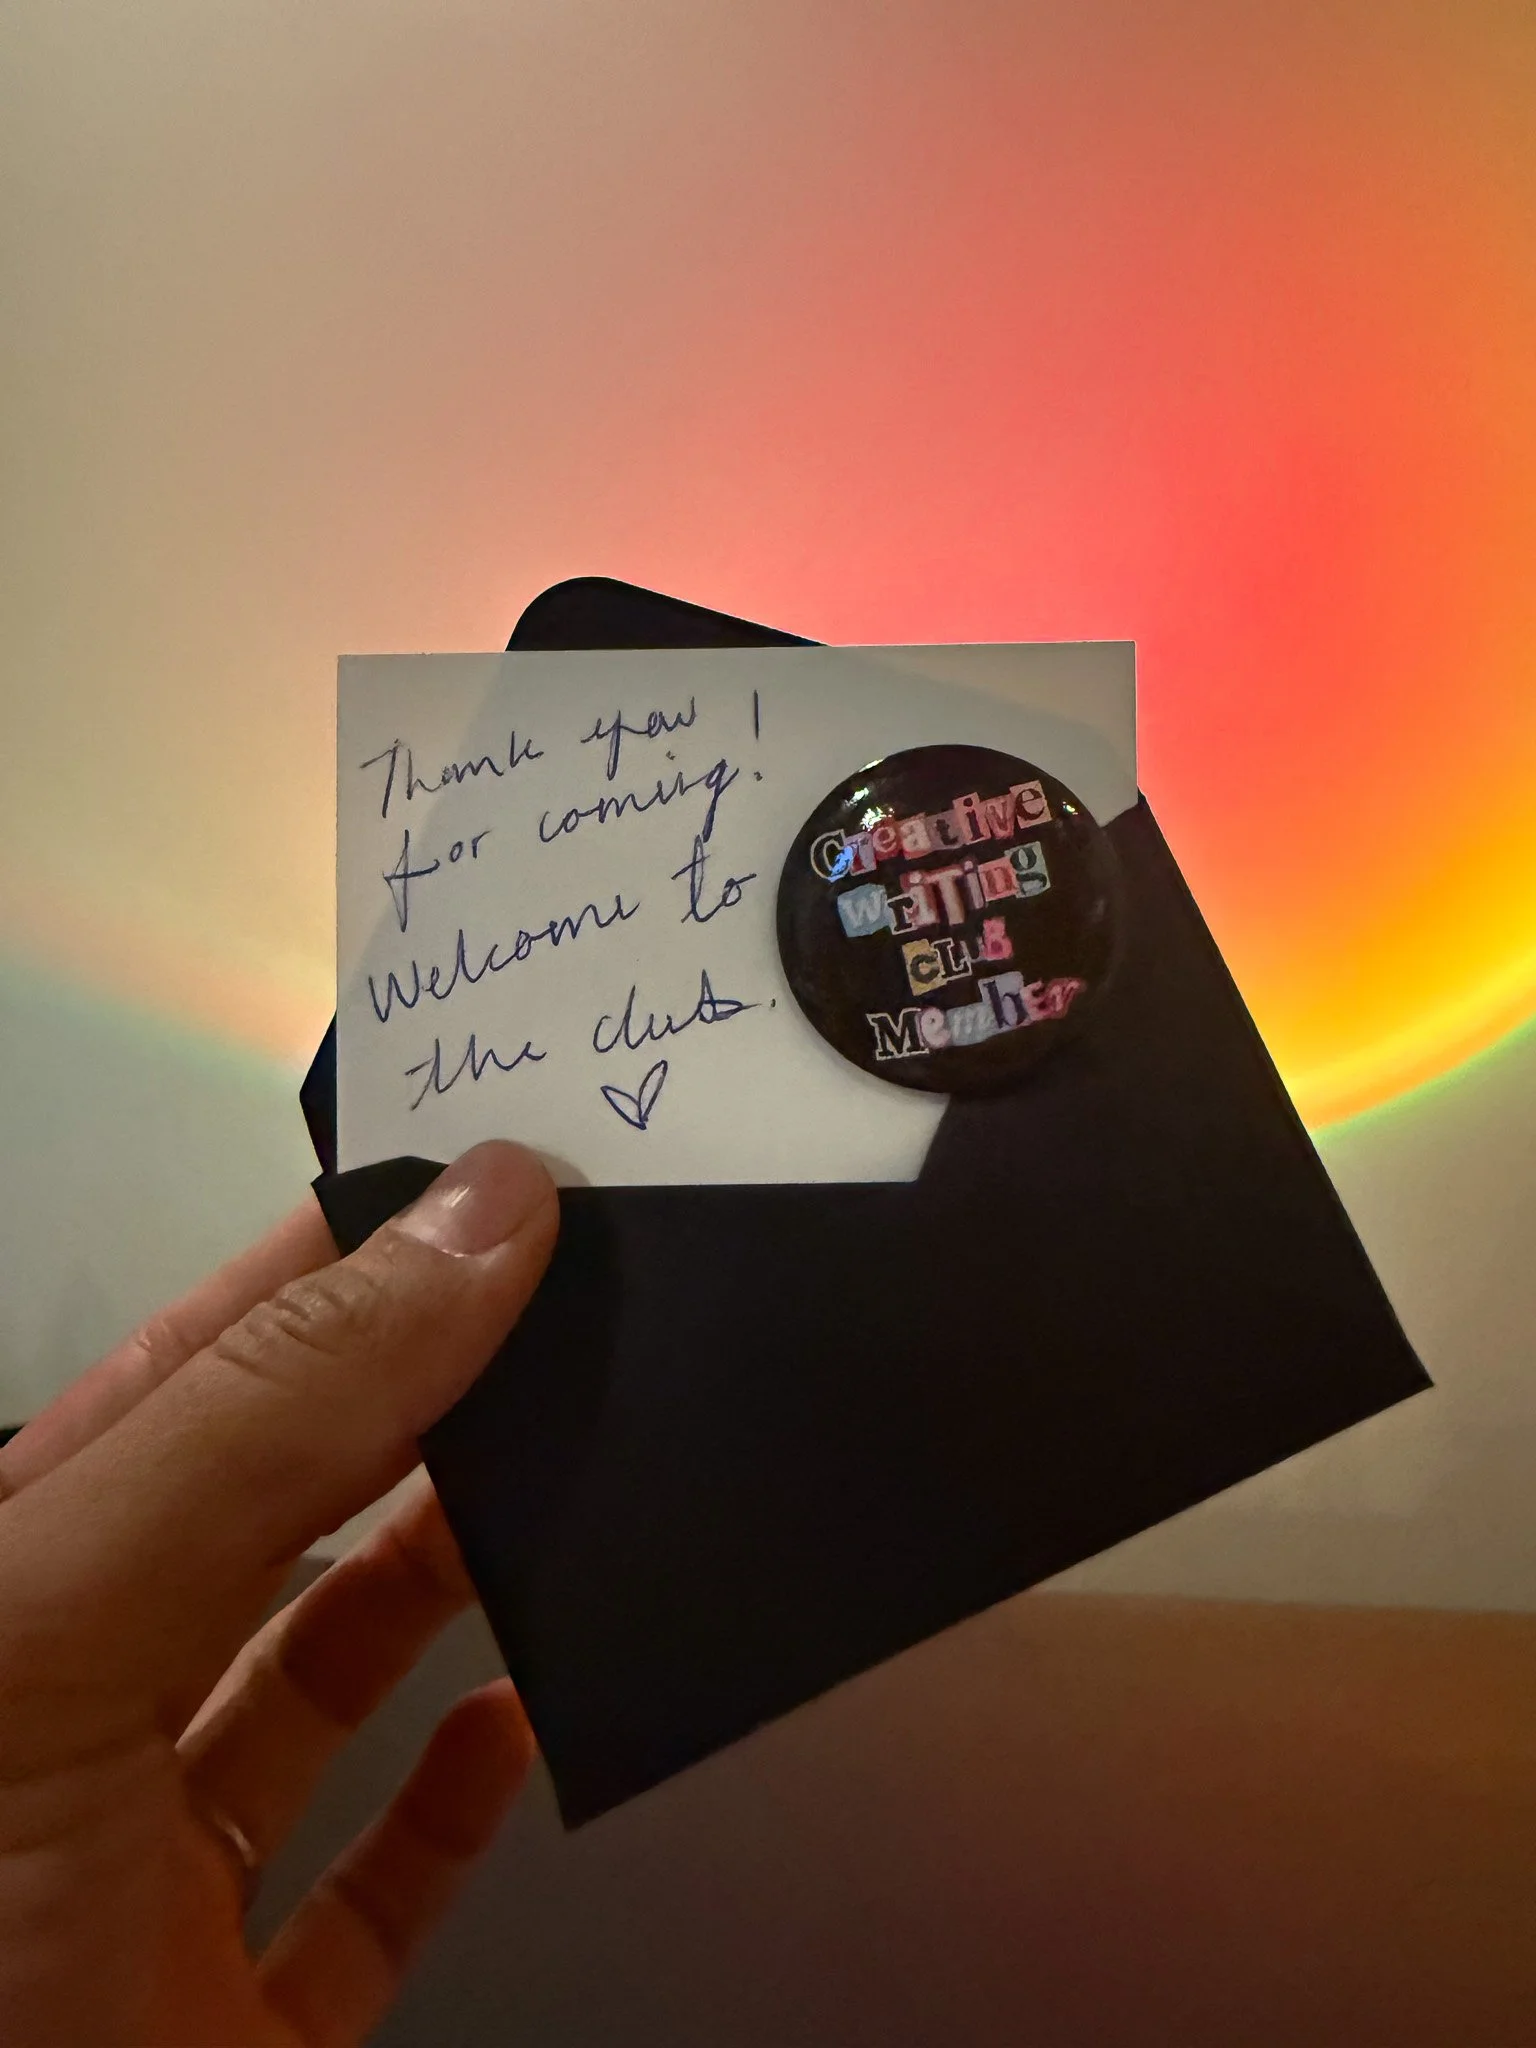 Thank you
for coming!
Welcome to
the club.
Creative
WriTing
CLuB
MembEr